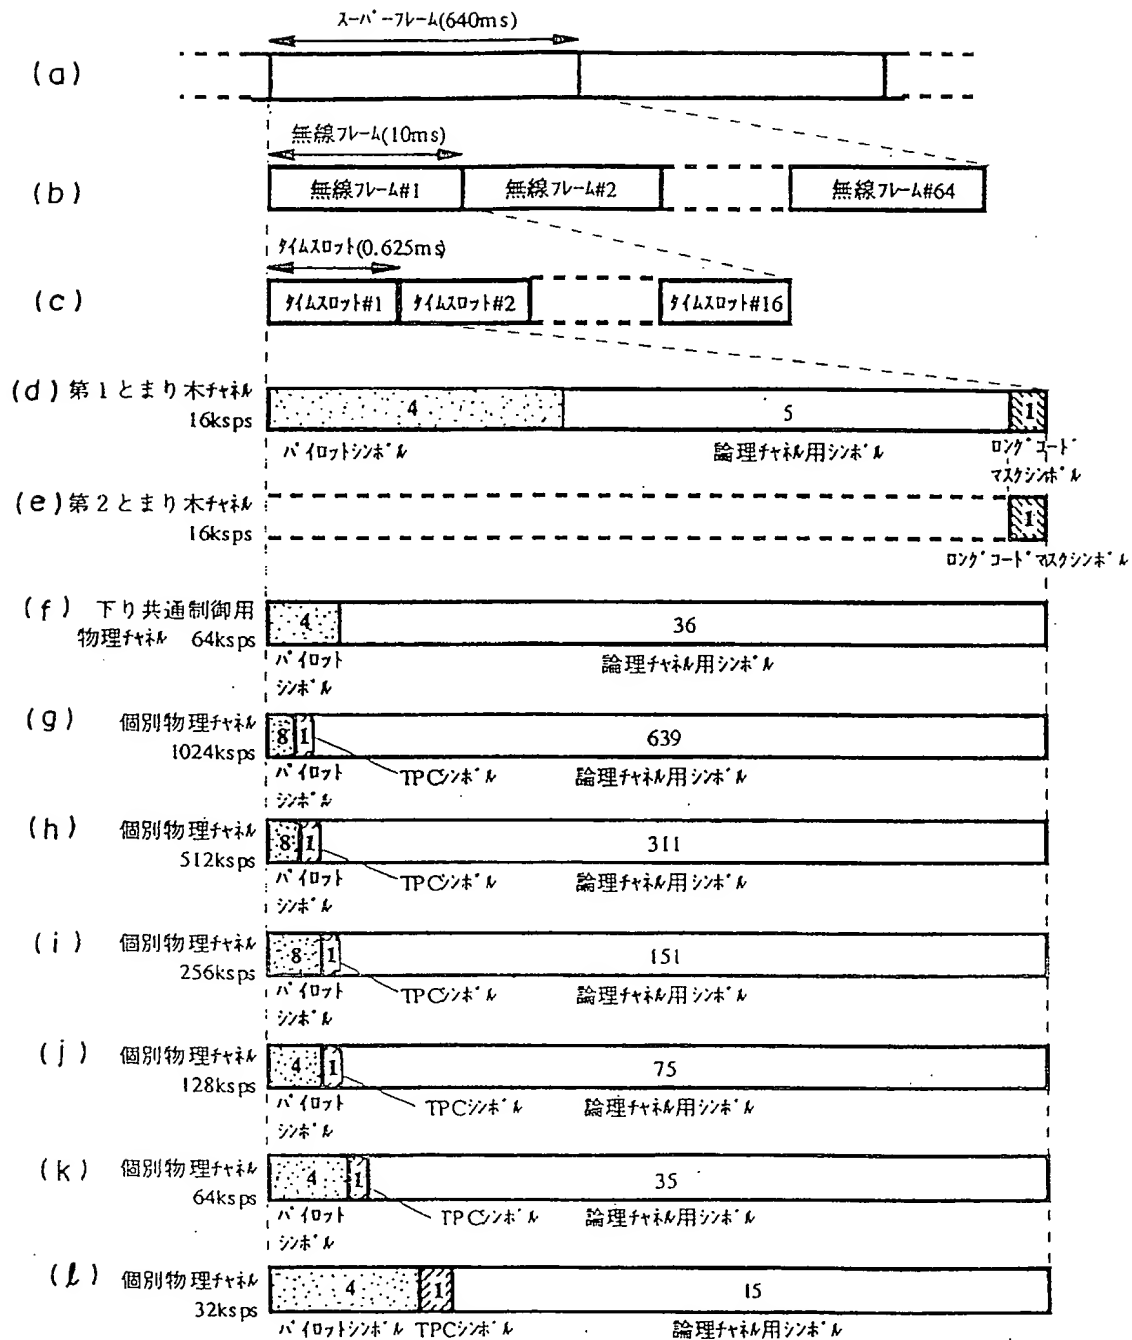 スーパーフレーム(640ms)
(a)
無線フレーム(10ms)
(b)
無線フレーム#1
無線フレーム#2
無線フレーム#64
タイムスロット(0.625ms)
(c)
タイムスロット#1
タイムスロット#2
タイムスロット#16
(d) 第1とまり木チャネル
16ksps
4
5
1
パイロットシンボル
論理チャネル用シンボル
ロングコード
マスクシンボル
(e) 第2とまり木チャネル
16ksps
1
ロングコードマスクシンボル
(f) 下り共通制御用
物理チャネル 64ksps
4
36
パイロット
シンボル
論理チャネル用シンボル
(g) 個別物理チャネル
1024ksps
8
1
639
パイロット
シンボル
TPCシンボル
論理チャネル用シンボル
(h) 個別物理チャネル
512ksps
8
1
311
パイロット
シンボル
TPCシンボル
論理チャネル用シンボル
(i) 個別物理チャネル
256ksps
8
1
151
パイロット
シンボル
TPCシンボル
論理チャネル用シンボル
(j) 個別物理チャネル
128ksps
4
1
75
パイロット
シンボル
TPCシンボル
論理チャネル用シンボル
(k) 個別物理チャネル
64ksps
4
1
35
パイロット
シンボル
TPCシンボル
論理チャネル用シンボル
(l) 個別物理チャネル
32ksps
4
1
15
パイロットシンボル
TPCシンボル
論理チャネル用シンボル